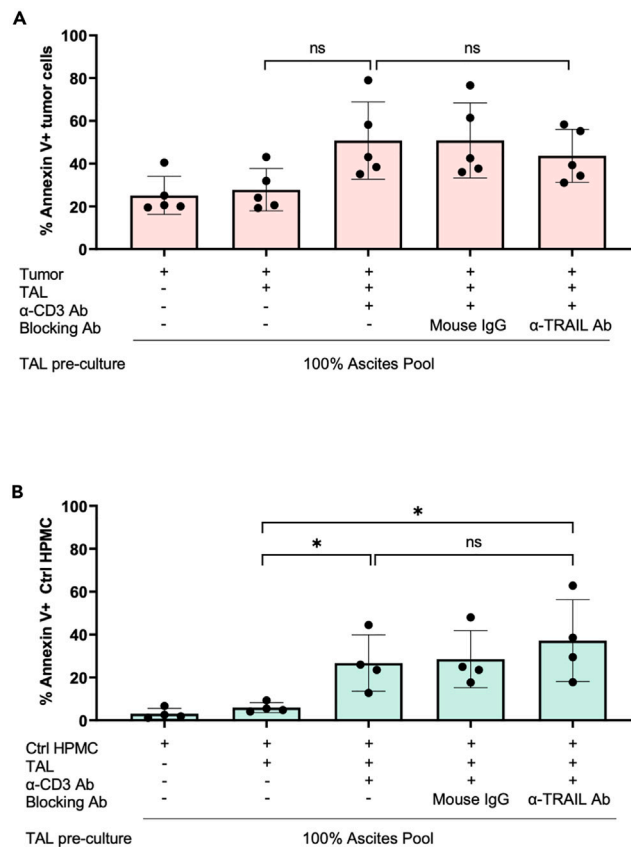 A
100
80
60
40
20
0
% Annexin V+ tumor cells
ns ns
Tumor + + + + +
TAL - + + + +
α-CD3 Ab - - + + +
Blocking Ab - - - Mouse IgG α-TRAIL Ab
TAL pre-culture 100% Ascites Pool
B
100
80
60
40
20
0
% Annexin V+ Ctrl HPMC
*
* ns
Ctrl HPMC + + + + +
TAL - + + + +
α-CD3 Ab - - + + +
Blocking Ab - - - Mouse IgG α-TRAIL Ab
TAL pre-culture 100% Ascites Pool